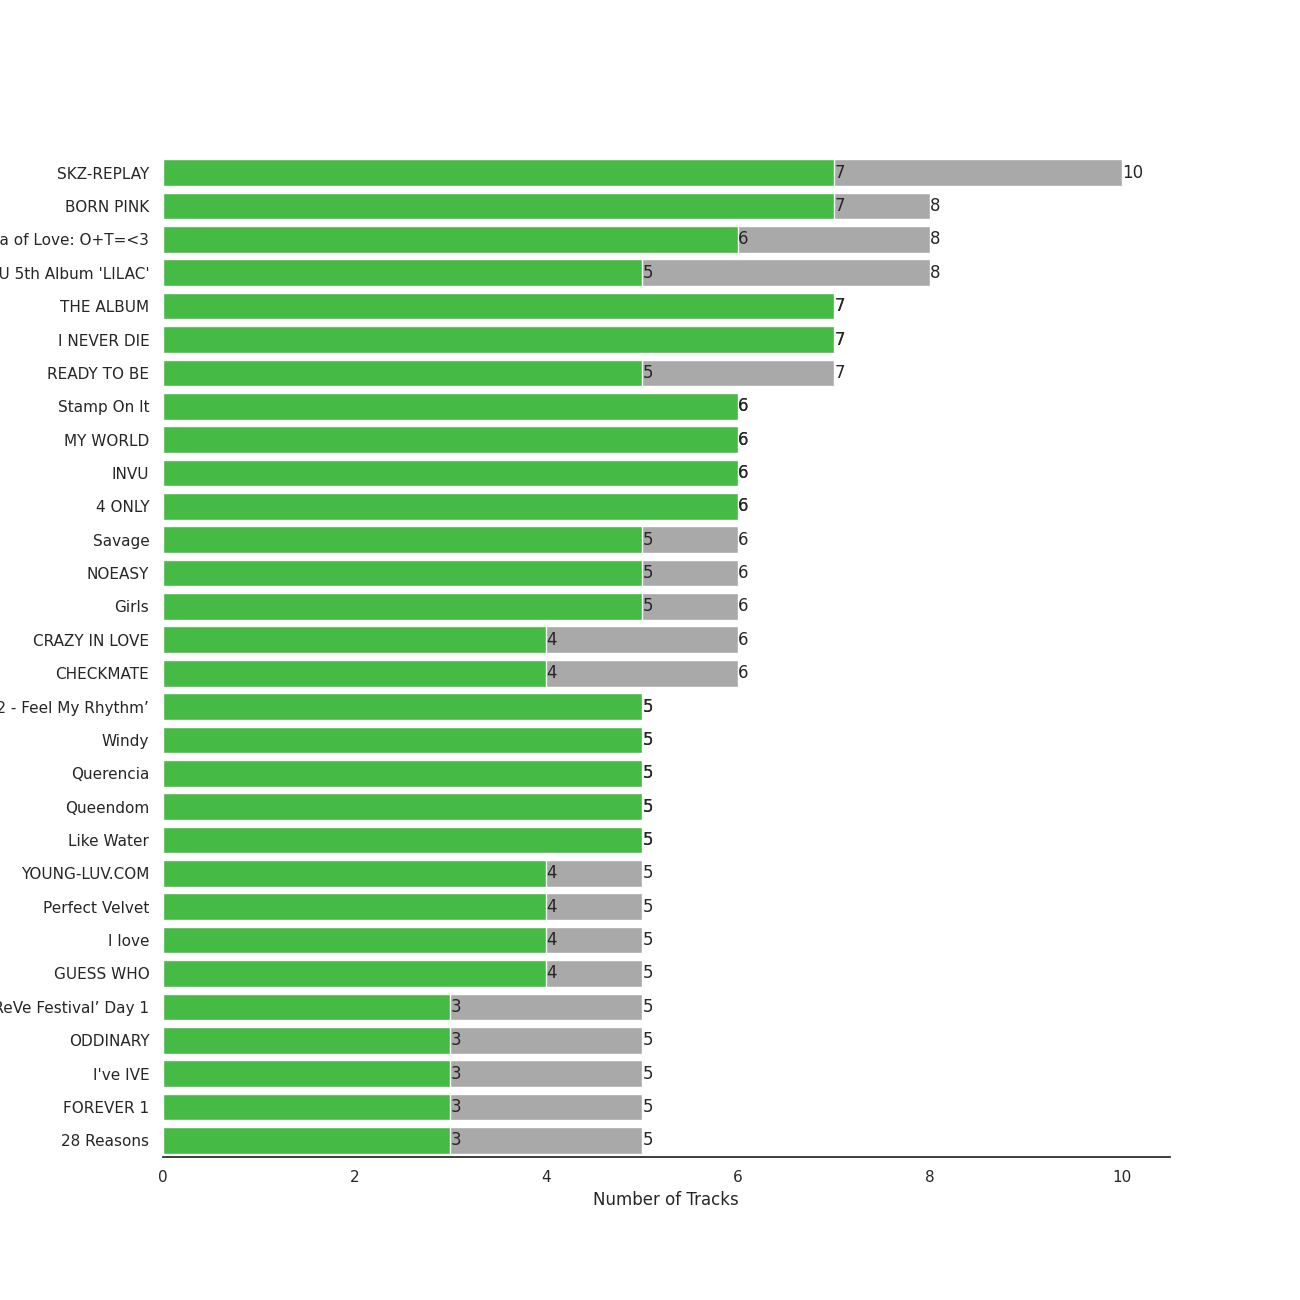 SKZ-REPLAY 7 10
BORN PINK 7 8
a of Love: O+T=<3 6 8
U 5th Album 'LILAC' 5 8
THE ALBUM 7
I NEVER DIE 7
READY TO BE 5 7
Stamp On It 6
MY WORLD 6
INVU 6
4 ONLY 6
Savage 5 6
NOEASY 5 6
Girls 5 6
CRAZY IN LOVE 4 6
CHECKMATE 4 6
2 - Feel My Rhythm’ 5
Windy 5
Querencia 5
Queendom 5
Like Water 5
YOUNG-LUV.COM 4 5
Perfect Velvet 4 5
I love 4 5
GUESS WHO 4 5
ReVe Festival’ Day 1 3 5
ODDINARY 3 5
I've IVE 3 5
FOREVER 1 3 5
28 Reasons 3 5
0 2 4 6 8 10
Number of Tracks